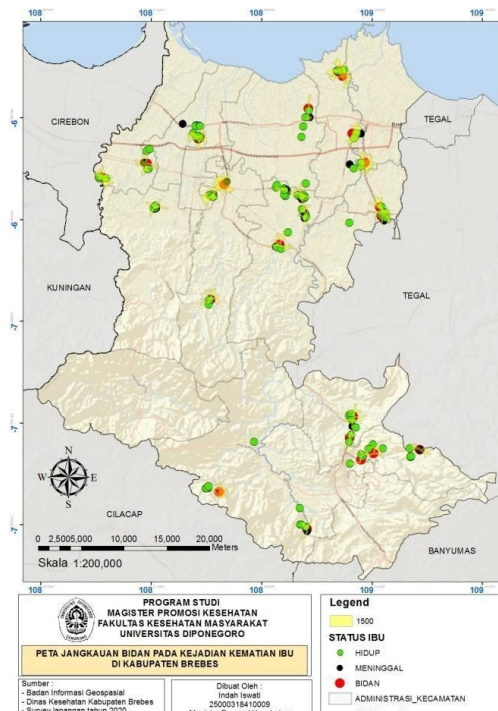 108
108
108
109
109
-6
-6
-7
-7
-7
CIREBON
TEGAL
KUNINGAN
TEGAL
CILACAP
BANYUMAS
N
W
E
S
0 2,5005,000 10,000 15,000 20,000
Meters
Skala 1:200,000
108
108
108
109
109
PROGRAM STUDI
MAGISTER PROMOSI KESEHATAN
FAKULTAS KESEHATAN MASYARAKAT
UNIVERSITAS DIPONEGORO
PETA JANGKAUAN BIDAN PADA KEJADIAN KEMATIAN IBU
DI KABUPATEN BREBES
Sumber :
- Badan Informasi Geospasial
- Dinas Kesehatan Kabupaten Brebes
- Survey lapangan tahun 2020
Dibuat Oleh :
Indah Iswati
25000318410009
Legend
1500
STATUS IBU
HIDUP
MENINGGAL
BIDAN
ADMINISTRASI_KECAMATAN